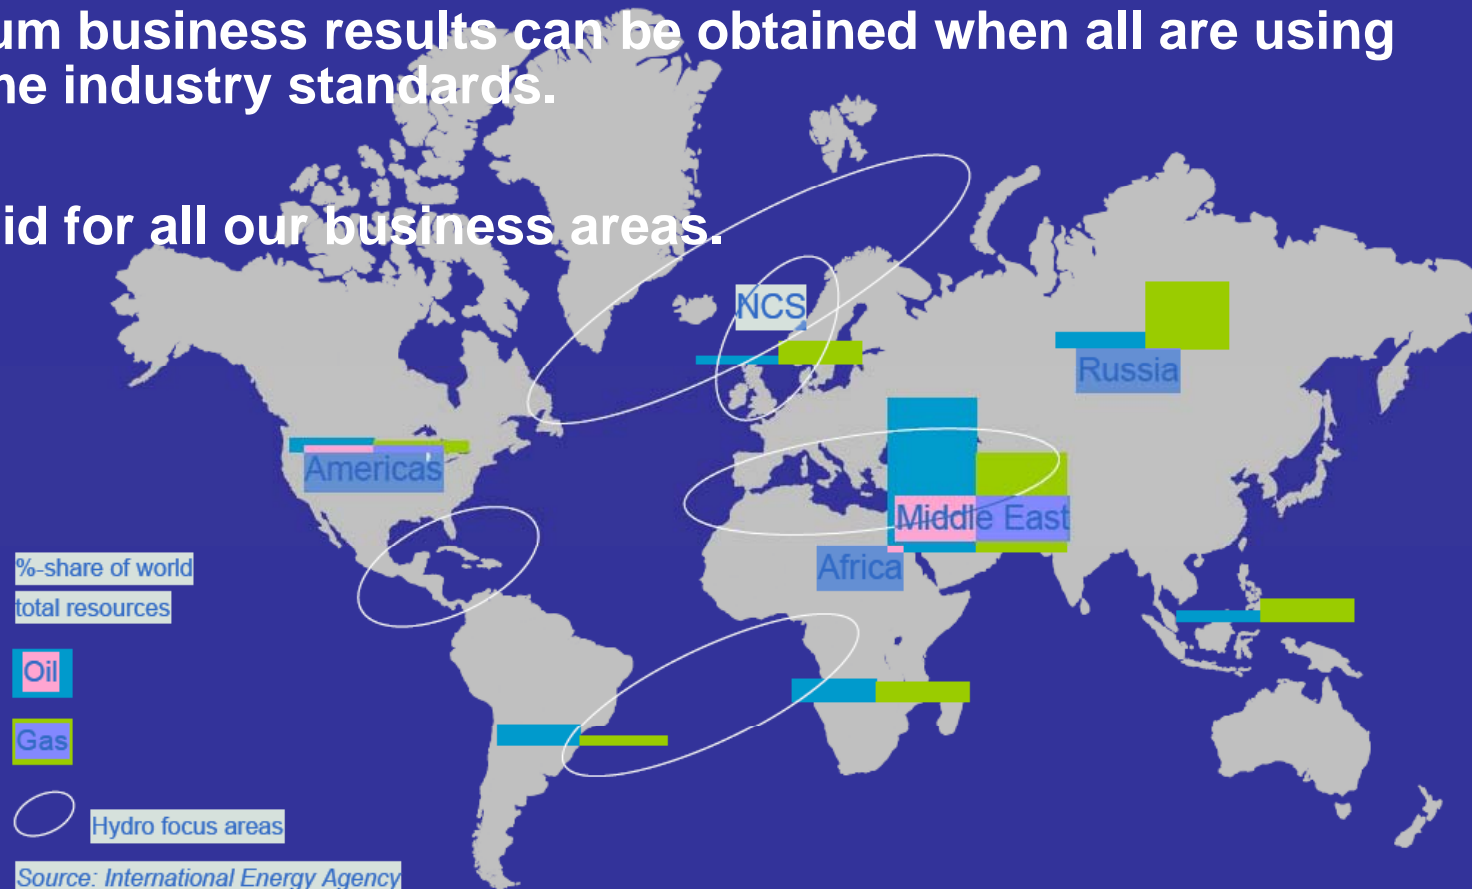 um business results can be obtained when all are using
ne industry standards.
id for all our business areas.
NCS
Russia
Americas
Middle East
Africa
%-share of world
total resources
Oil
Gas
Hydro focus areas
Source: International Energy Agency